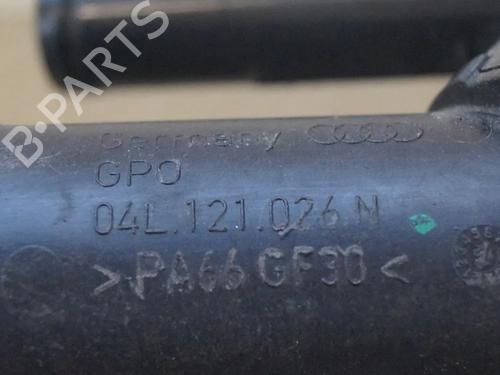 B-PARTS
Germany
GPO
04L.121.026 N
>PA66 GF30<